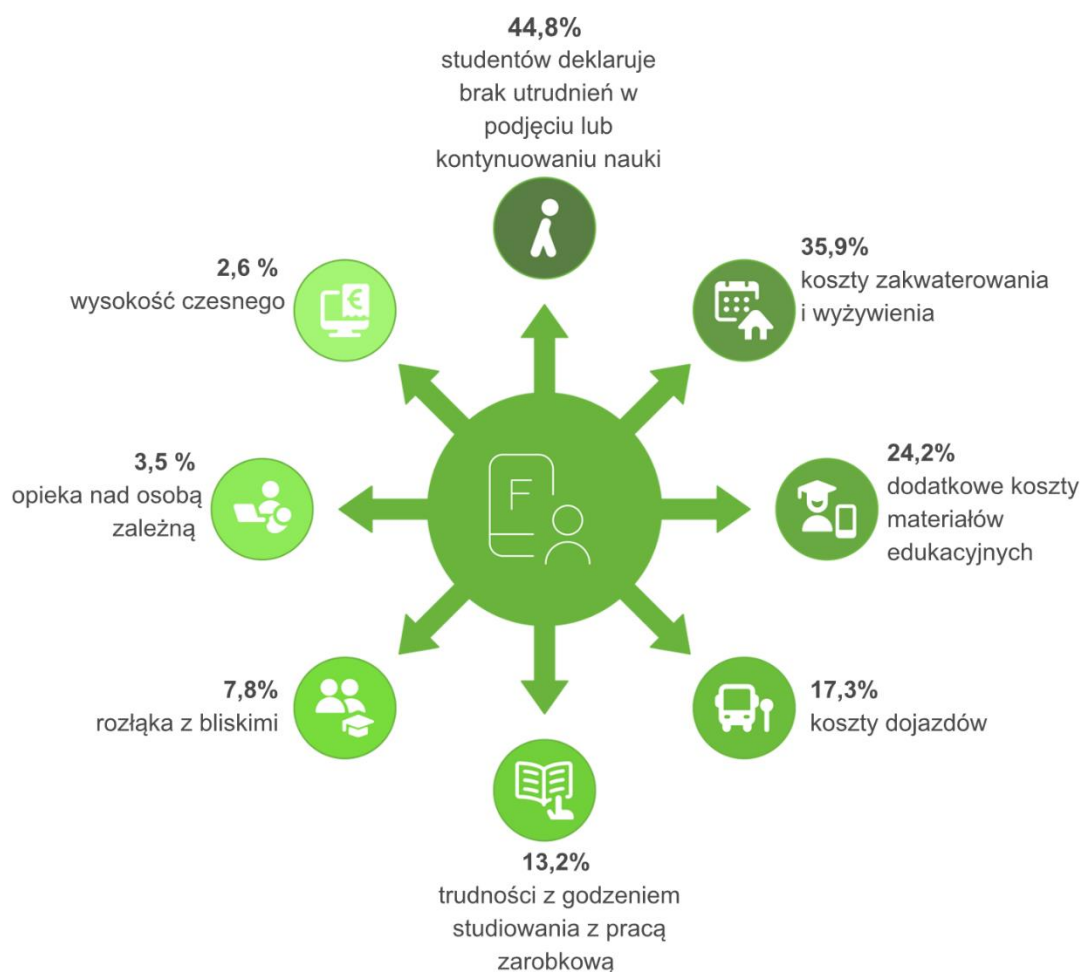 44,8%
studentów deklaruje
brak utrudnień w
podjęciu lub
kontynuowaniu nauki
35,9%
koszty zakwaterowania
i wyżywienia
24,2%
dodatkowe koszty
materiałów
edukacyjnych
17,3%
koszty dojazdów
13,2%
trudności z godzeniem
studiowania z pracą
zarobkową
7,8%
rozłąka z bliskimi
3,5 %
opieka nad osobą
zależną
2,6 %
wysokość czesnego
€
F